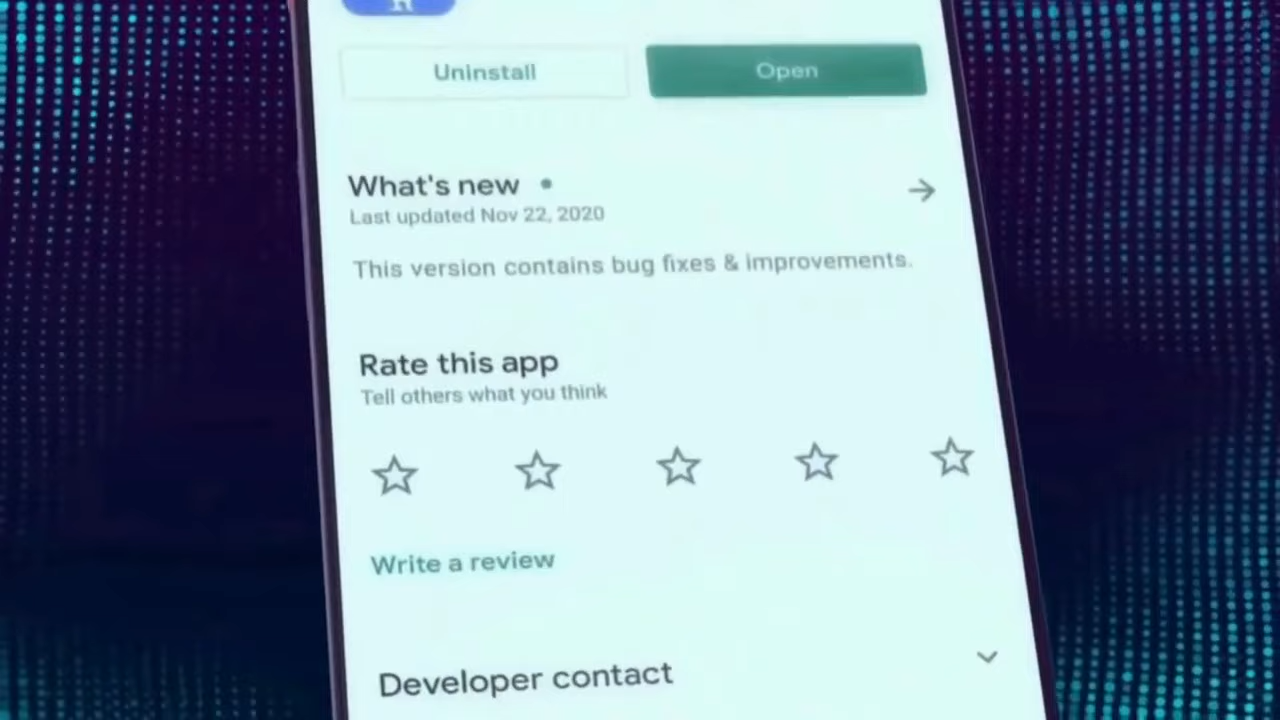 Uninstall
Open
What's new
Last updated Nov 22, 2020
This version contains bug fixes & improvements.
Rate this app
Tell others what you think
Write a review
Developer contact